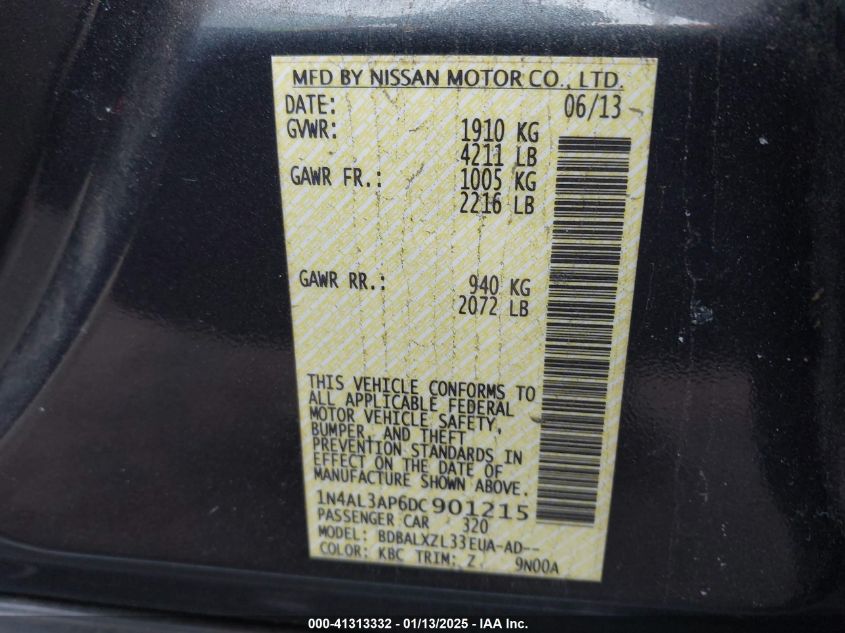 MFD BY NISSAN MOTOR CO., LTD.
DATE: 06/13
GVWR: 1910 KG
4211 LB
GAWR FR.: 1005 KG
2216 LB
GAWR RR.: 940 KG
2072 LB
THIS VEHICLE CONFORMS TO
ALL APPLICABLE FEDERAL
MOTOR VEHICLE SAFETY,
BUMPER, AND THEFT
PREVENTION STANDARDS IN
EFFECT ON THE DATE OF
MANUFACTURE SHOWN ABOVE.
1N4AL3AP6DC901215
PASSENGER CAR 320
MODEL: BDBALXZL33EUA-AD--
COLOR: KBC TRIM: Z 9N00A
000-41313332 - 01/13/2025 - IAA Inc.